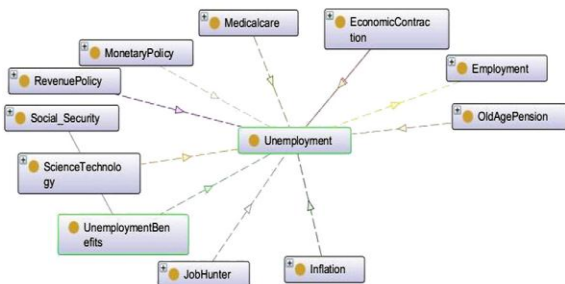 Medicalcare
EconomicContrac
tion
MonetaryPolicy
Employment
RevenuePolicy
Social_Security
OldAgePension
Unemployment
ScienceTechnolo
gy
UnemploymentBen
efits
JobHunter
Inflation